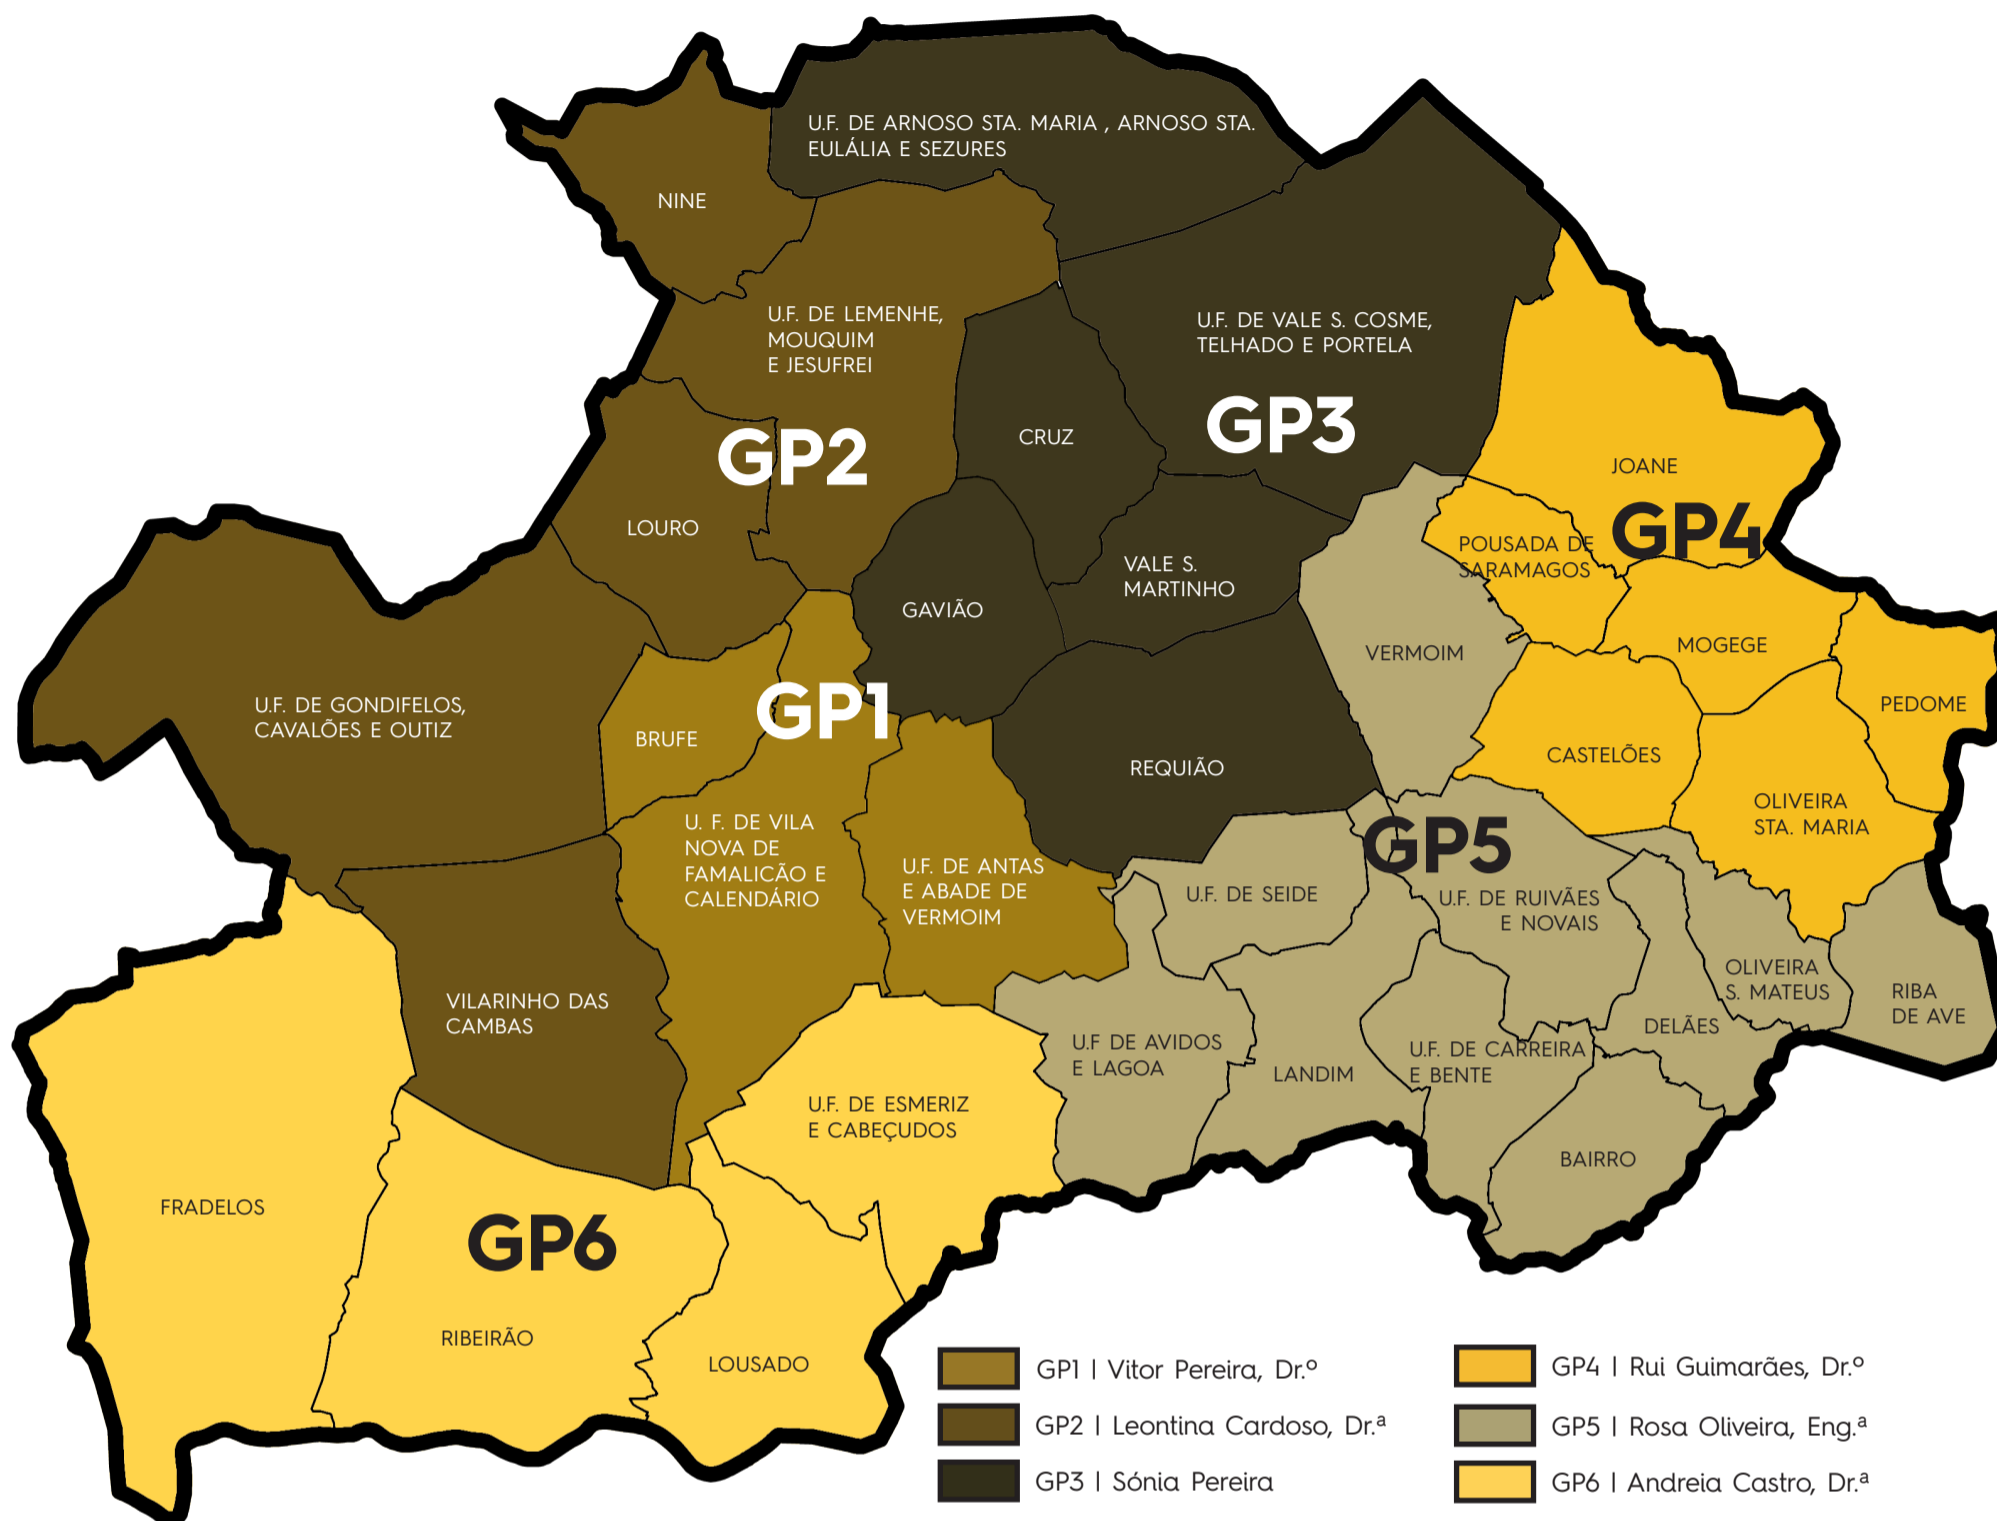 U.F. DE ARNOSO STA. MARIA , ARNOSO STA.
EULÁLIA E SEZURES
NINE
U.F. DE LEMENHE,
MOUQUIM
E JESUFREI
U.F. DE VALE S. COSME,
TELHADO E PORTELA
GP3
CRUZ
GP2
JOANE
LOURO
GP4
POUSADA DE
SARAMAGOS
VALE S.
MARTINHO
GAVIÃO
VERMOIM
MOGEGE
U.F. DE GONDIFELOS,
CAVALÕES E OUTIZ
GP1
BRUFE
PEDOME
CASTELÕES
REQUIÃO
OLIVEIRA
STA. MARIA
U. F. DE VILA
NOVA DE
FAMALICÃO E
CALENDÁRIO
GP5
U.F. DE ANTAS
E ABADE DE
VERMOIM
U.F. DE SEIDE
U.F. DE RUIVÃES
E NOVAIS
OLIVEIRA
S. MATEUS
RIBA
DE AVE
VILARINHO DAS
CAMBAS
DELÃES
U.F DE AVIDOS
E LAGOA
LANDIM
U.F. DE CARREIRA
E BENTE
U.F. DE ESMERIZ
E CABEÇUDOS
BAIRRO
FRADELOS
GP6
RIBEIRÃO
LOUSADO
GP1 | Vitor Pereira, Dr.º
GP2 | Leontina Cardoso, Dr.ª
GP3 | Sónia Pereira
GP4 | Rui Guimarães, Dr.º
GP5 | Rosa Oliveira, Eng.ª
GP6 | Andreia Castro, Dr.ª